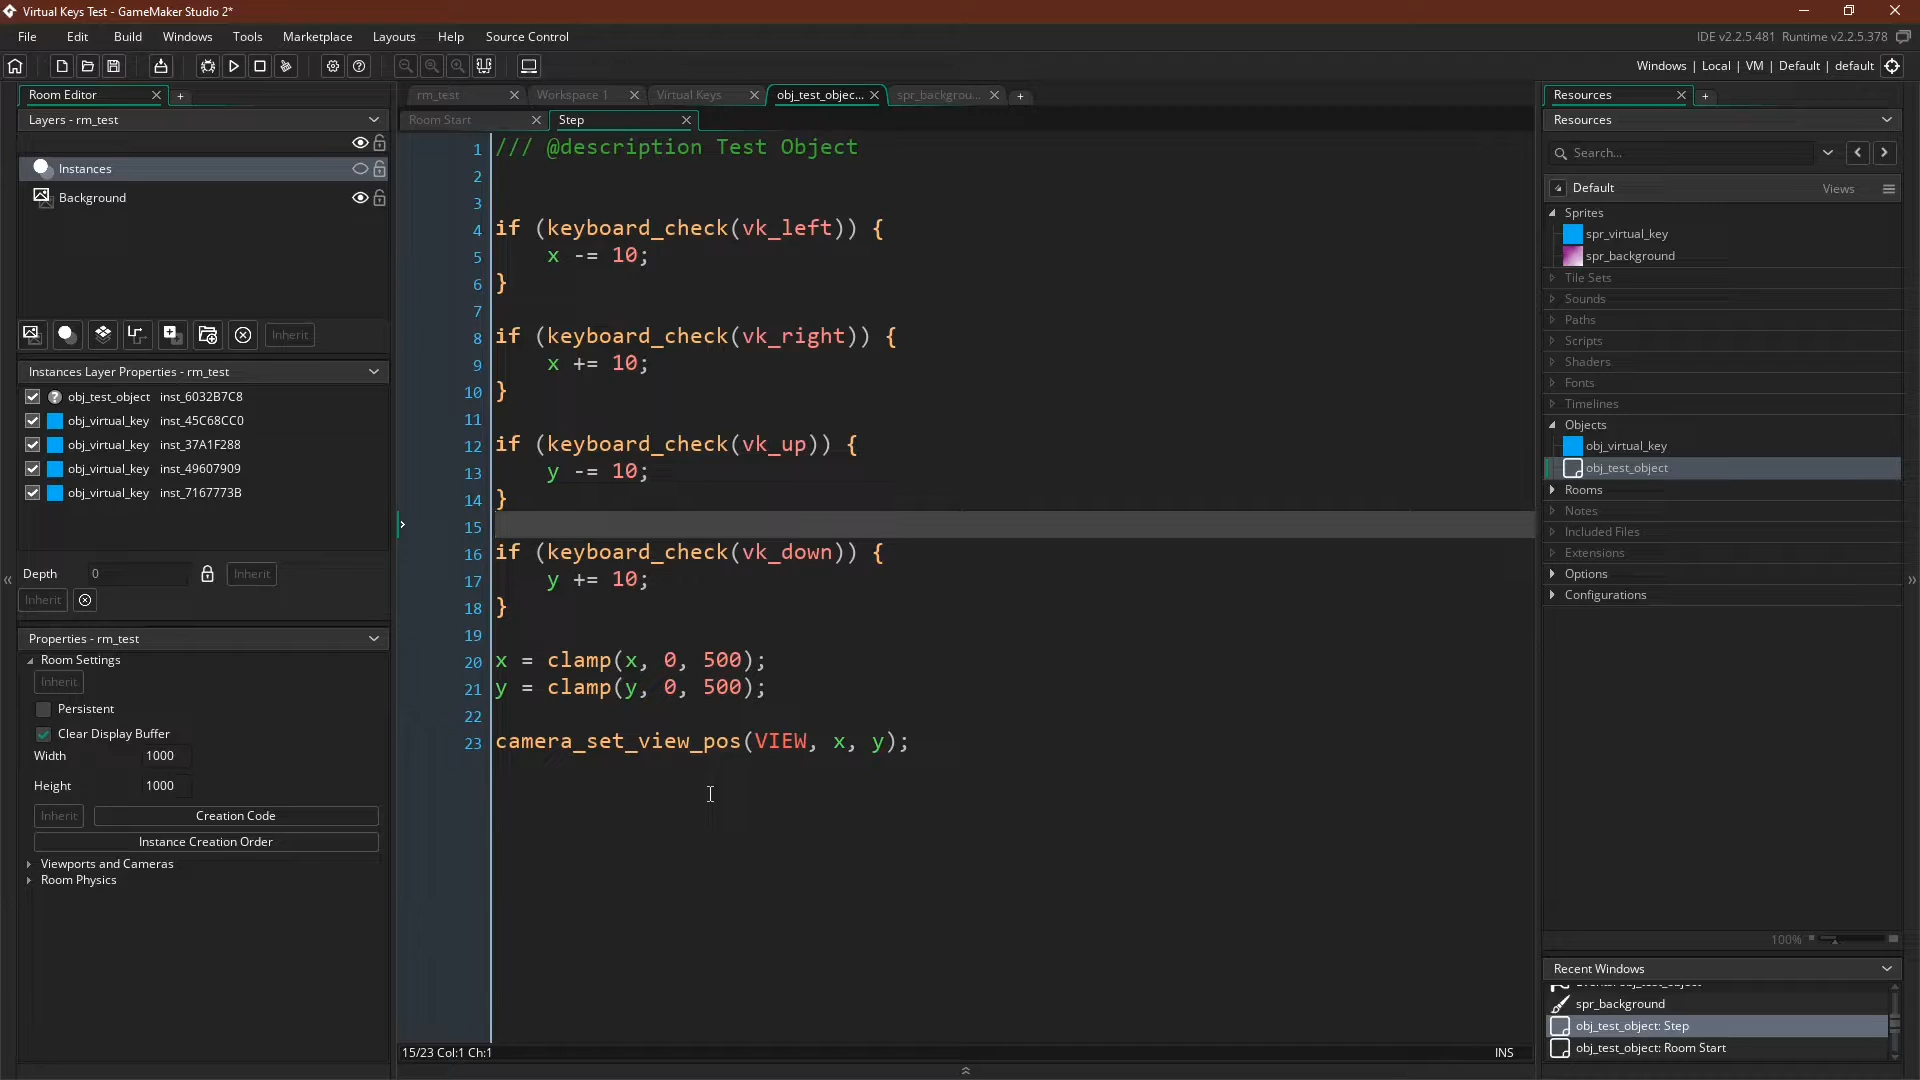 Virtual Keys Test - GameMaker Studio 2*
File Edit Build Windows Tools Marketplace Layouts Help Source Control
IDE v2.2.5.481 Runtime v2.2.5.378
Windows | Local | VM | Default | default
Room Editor
Layers - rm_test
Instances
Background
Inherit
Instances Layer Properties - rm_test
obj_test_object inst_6032B7C8
obj_virtual_key inst_45C68CC0
obj_virtual_key inst_37A1F288
obj_virtual_key inst_49607909
obj_virtual_key inst_7167773B
Depth 0 Inherit
Inherit
Properties - rm_test
Room Settings
Inherit
Persistent
Clear Display Buffer
Width 1000
Height 1000
Inherit Creation Code
Instance Creation Order
Viewports and Cameras
Room Physics
rm_test Workspace 1 Virtual Keys obj_test_objec... spr_backgrou...
Room Start Step
1 /// @description Test Object
2
3
4 if (keyboard_check(vk_left)) {
5 x -= 10;
6 }
7
8 if (keyboard_check(vk_right)) {
9 x += 10;
10 }
11
12 if (keyboard_check(vk_up)) {
13 y -= 10;
14 }
15
16 if (keyboard_check(vk_down)) {
17 y += 10;
18 }
19
20 x = clamp(x, 0, 500);
21 y = clamp(y, 0, 500);
22
23 camera_set_view_pos(VIEW, x, y);
15/23 Col:1 Ch:1
INS
Resources
Resources
Search...
Default Views
Sprites
spr_virtual_key
spr_background
Tile Sets
Sounds
Paths
Scripts
Shaders
Fonts
Timelines
Objects
obj_virtual_key
obj_test_object
Rooms
Notes
Included Files
Extensions
Options
Configurations
100%
Recent Windows
spr_background
obj_test_object: Step
obj_test_object: Room Start